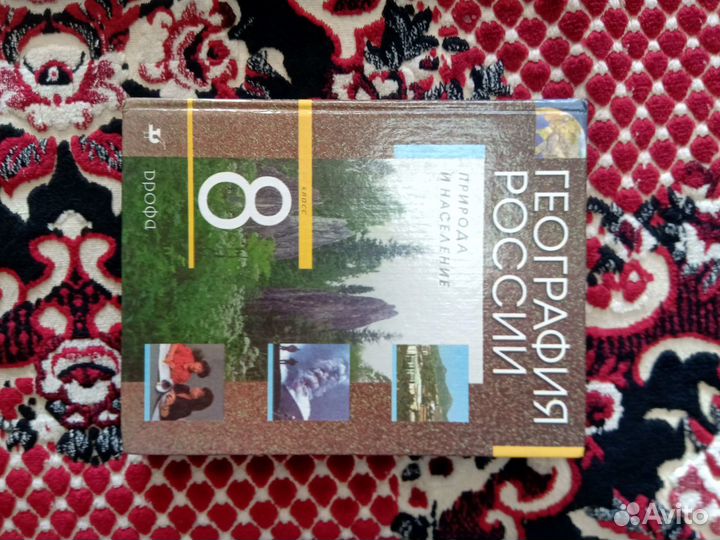 ГЕОГРАФИЯ
РОССИИ
ПРИРОДА
И НАСЕЛЕНИЕ
КЛАСС
8
ДРОФА
Avito